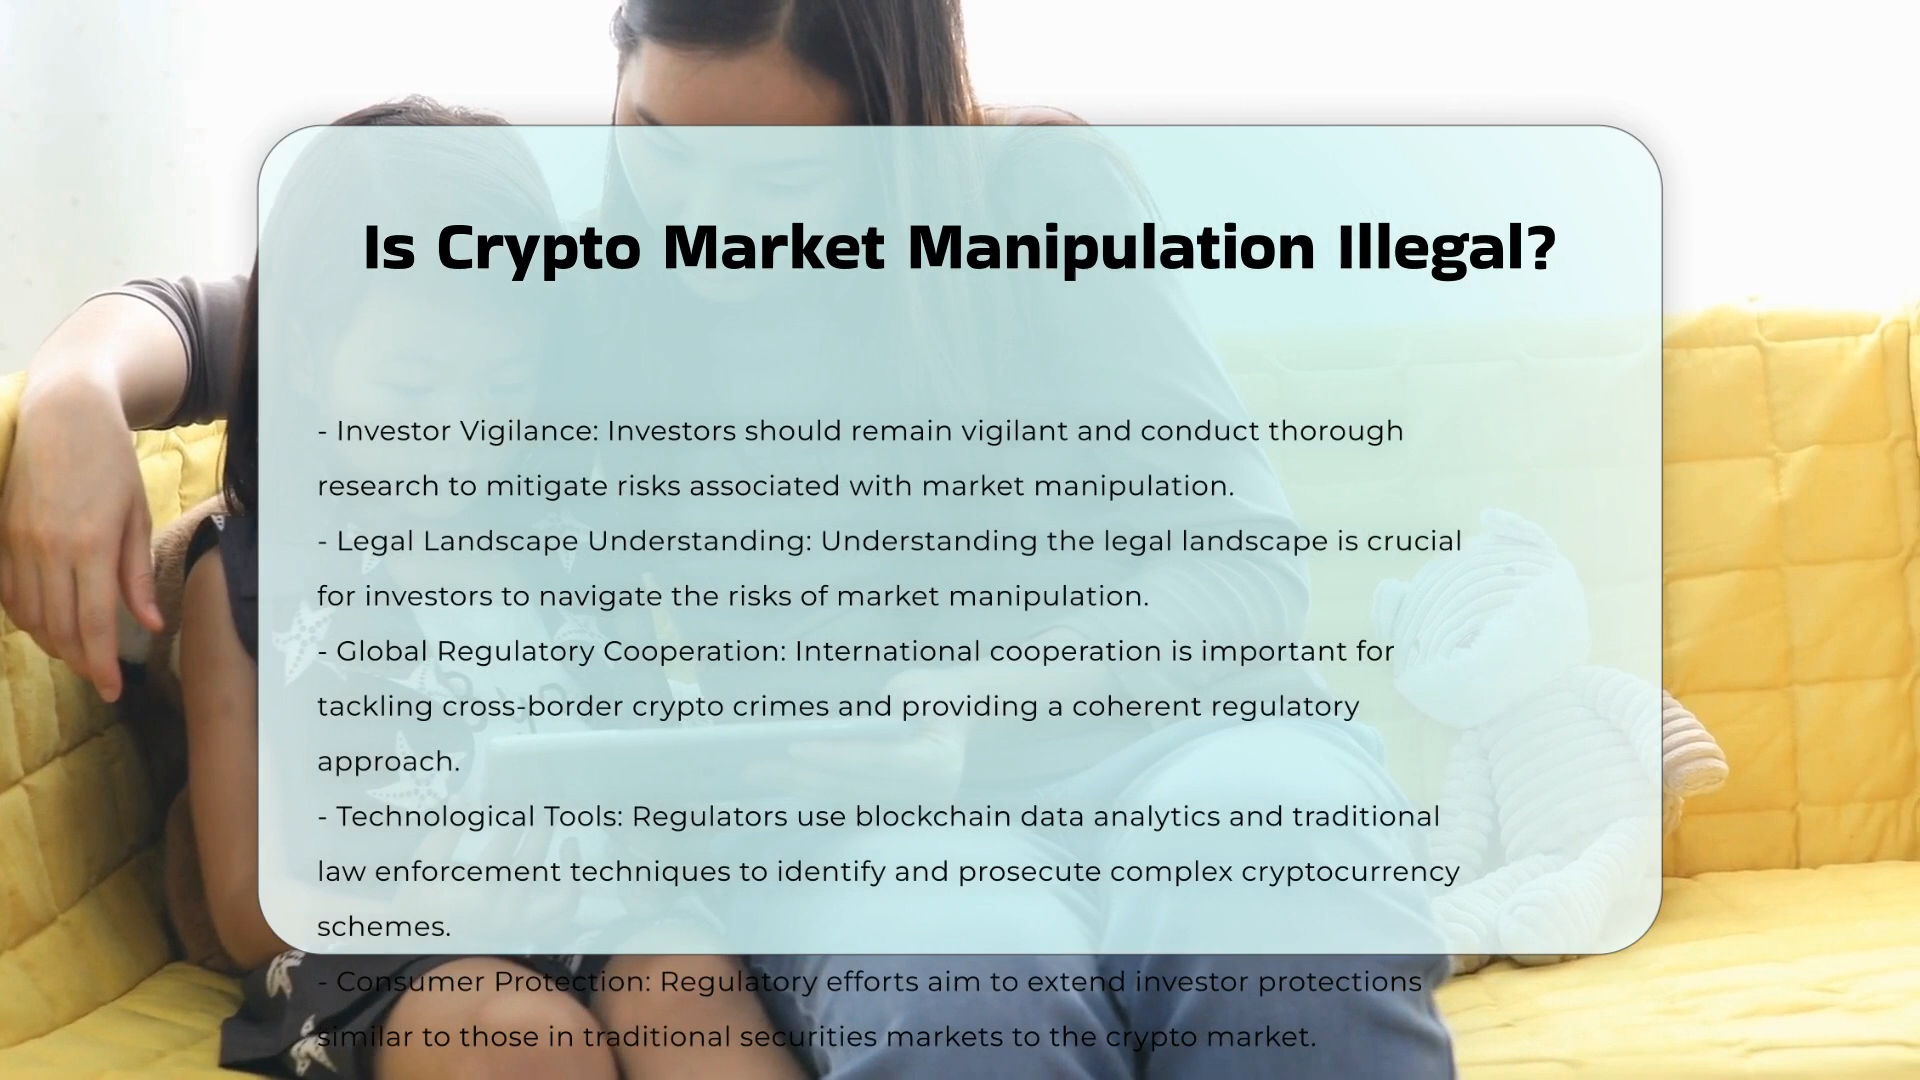 Is Crypto Market Manipulation Illegal?
- Investor Vigilance: Investors should remain vigilant and conduct thorough
research to mitigate risks associated with market manipulation.
- Legal Landscape Understanding: Understanding the legal landscape is crucial
for investors to navigate the risks of market manipulation.
- Global Regulatory Cooperation: International cooperation is important for
tackling cross-border crypto crimes and providing a coherent regulatory
approach.
- Technological Tools: Regulators use blockchain data analytics and traditional
law enforcement techniques to identify and prosecute complex cryptocurrency
schemes.
- Consumer Protection: Regulatory efforts aim to extend investor protections
similar to those in traditional securities markets to the crypto market.